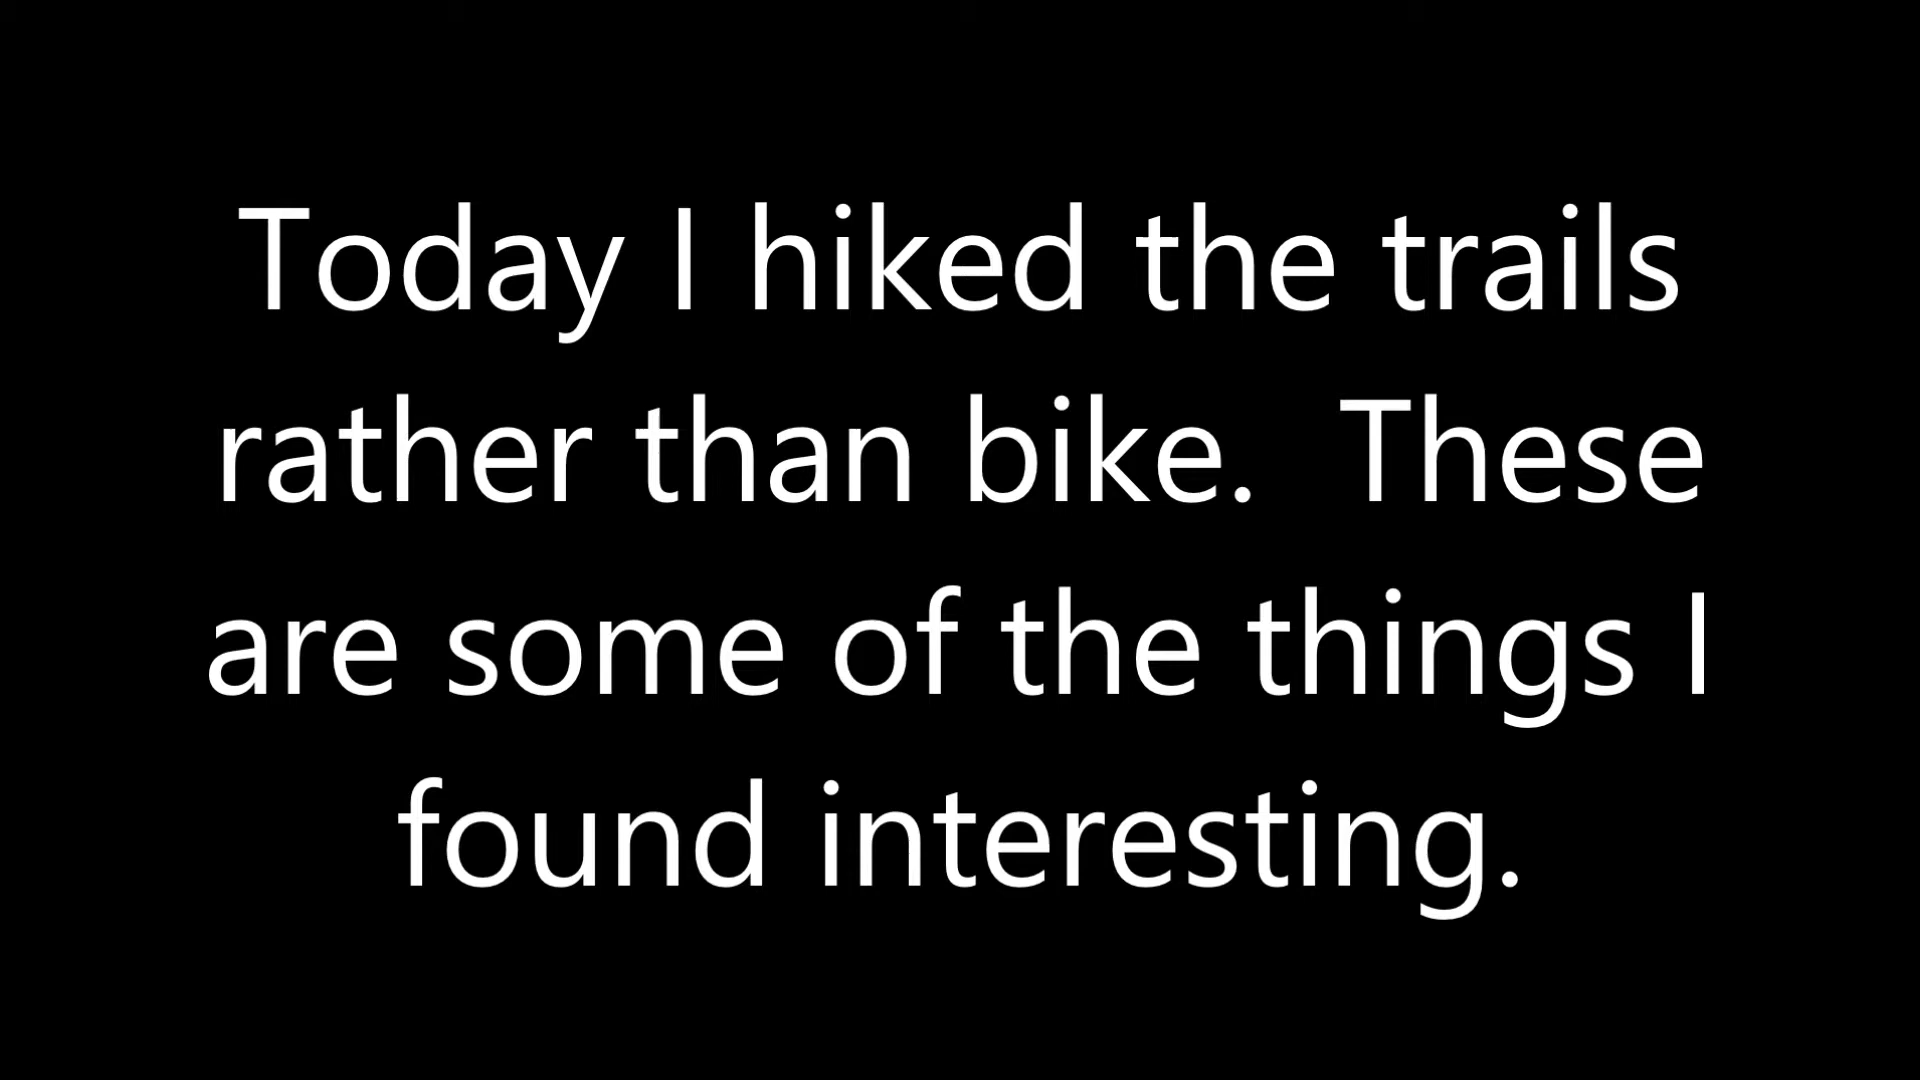 Today I hiked the trails
rather than bike.  These
are some of the things I
found interesting.